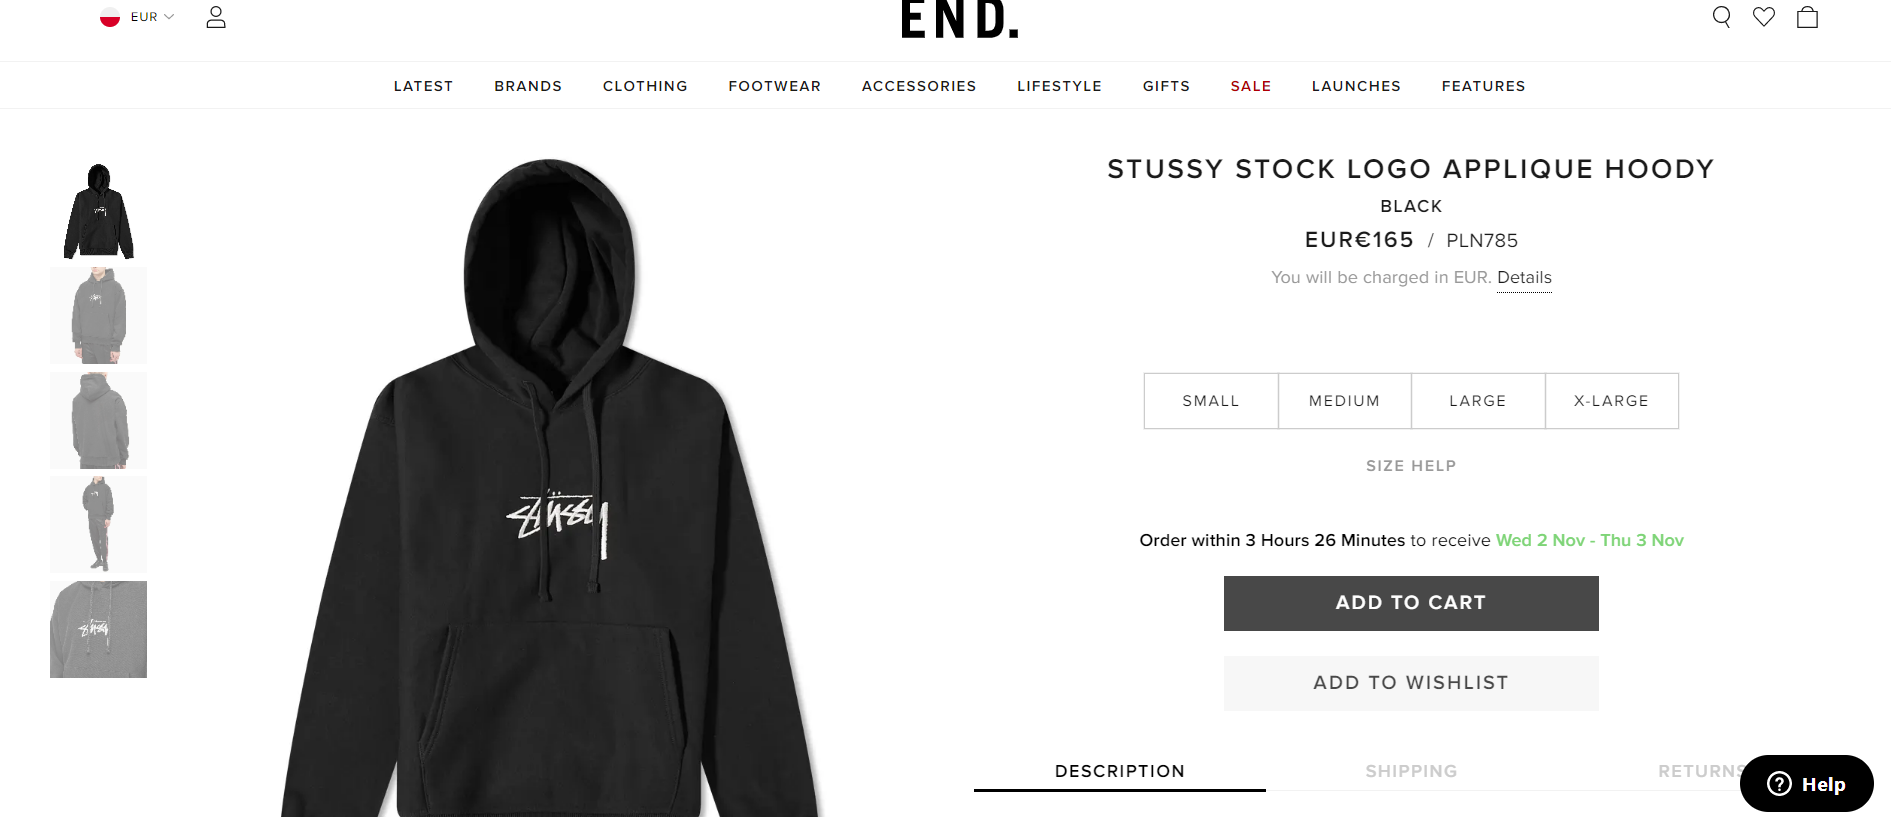 EUR
END.
LATEST BRANDS CLOTHING FOOTWEAR ACCESSORIES LIFESTYLE GIFTS SALE LAUNCHES FEATURES
STUSSY STOCK LOGO APPLIQUE HOODY
BLACK
EUR€165 / PLN785
You will be charged in EUR. Details
Stüssy
SMALL MEDIUM LARGE X-LARGE
SIZE HELP
Order within 3 Hours 26 Minutes to receive Wed 2 Nov - Thu 3 Nov
ADD TO CART
ADD TO WISHLIST
DESCRIPTION SHIPPING RETURNS
Help